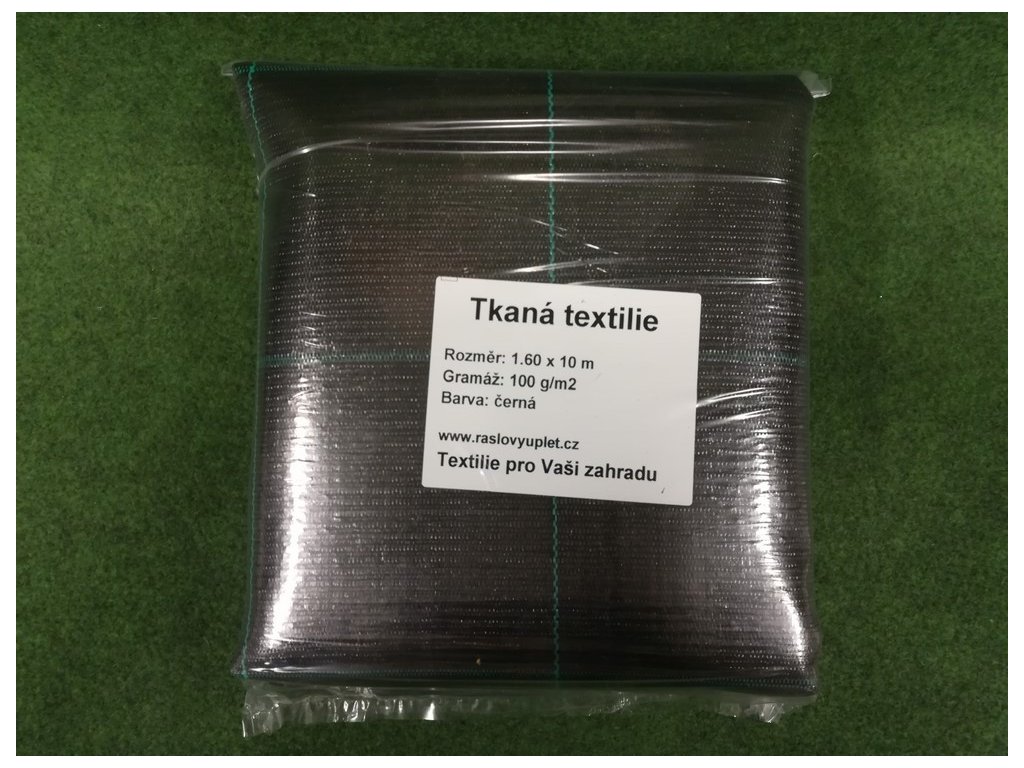 Tkaná textilie
Rozměr: 1.60 x 10 m
Gramáž: 100 g/m2
Barva: černá
www.raslovyuplet.cz
Textilie pro Vaši zahradu